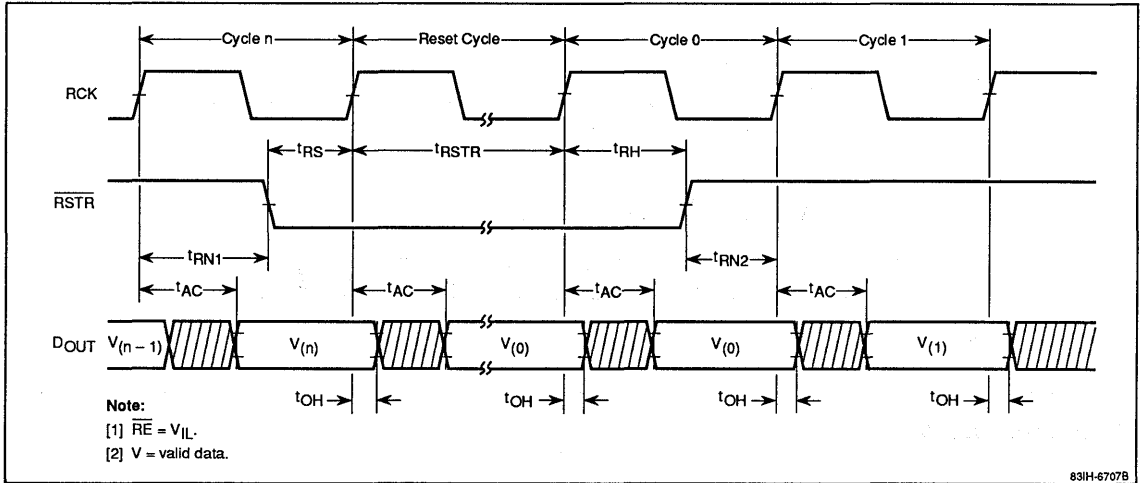 Cycle n Reset Cycle Cycle 0 Cycle 1
RCK
tRS tRSTR tRH
RSTR
tRN1 tRN2
tAC tAC tAC tAC
DOUT V(n – 1) V(n) V(0) V(0) V(1)
tOH tOH tOH tOH
Note:
[1] RE = VIL.
[2] V = valid data.
83IH-6707B